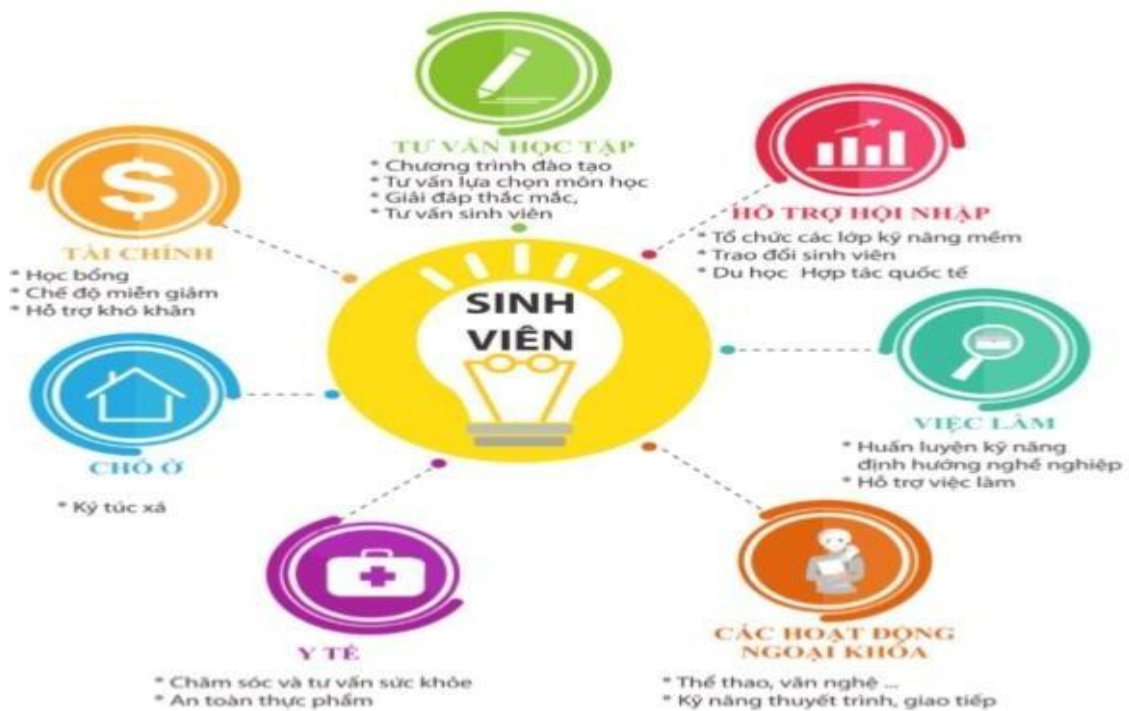 TƯ VẤN HỌC TẬP
* Chương trình đào tạo
* Tư vấn lựa chọn môn học
* Giải đáp thắc mắc,
* Tư vấn sinh viên
HỖ TRỢ HỘI NHẬP
* Tổ chức các lớp kỹ năng mềm
* Trao đổi sinh viên
* Du học Hợp tác quốc tế
TÀI CHÍNH
* Học bổng
* Chế độ miễn giảm
* Hỗ trợ khó khăn
SINH
VIÊN
VIỆC LÀM
* Huấn luyện kỹ năng
định hướng nghề nghiệp
* Hỗ trợ việc làm
CHỖ Ở
* Ký túc xá
Y TẾ
* Chăm sóc và tư vấn sức khỏe
* An toàn thực phẩm
CÁC HOẠT ĐỘNG
NGOẠI KHÓA
* Thể thao, văn nghệ ...
* Kỹ năng thuyết trình, giao tiếp